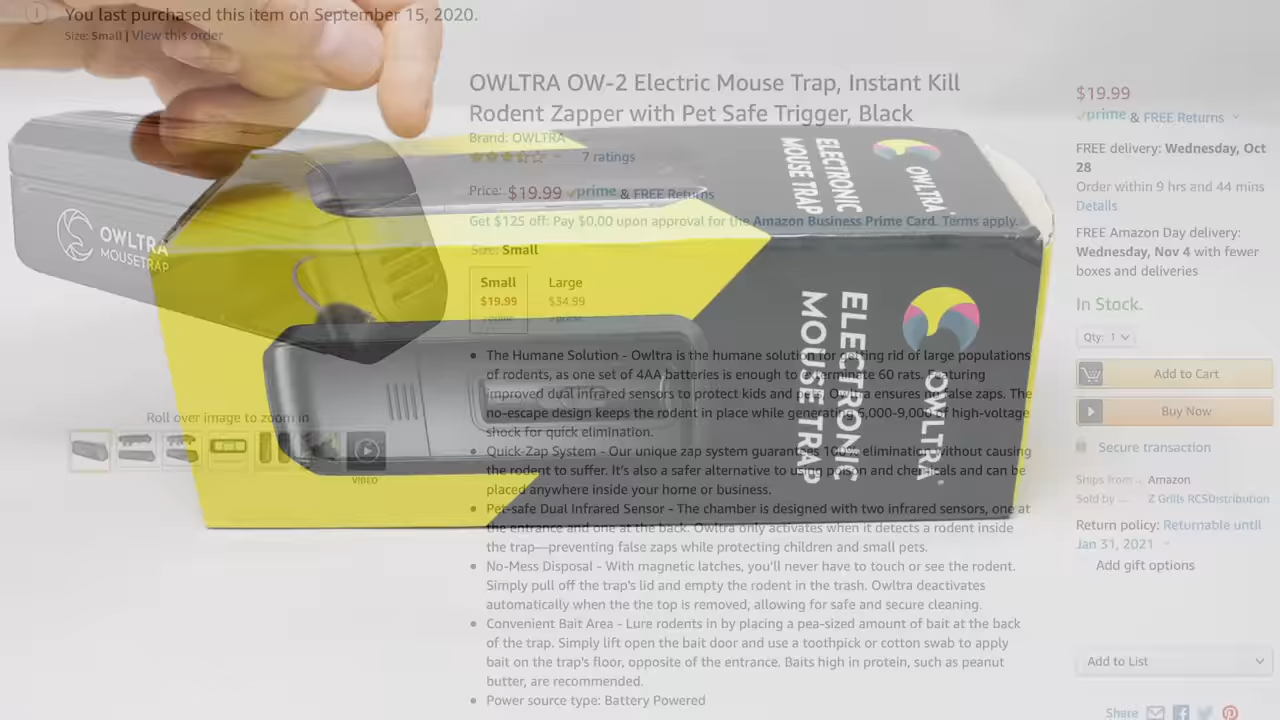 You last purchased this item on September 15, 2020.
Size: Small | View this order
OWLTRA OW-2 Electric Mouse Trap, Instant Kill
Rodent Zapper with Pet Safe Trigger, Black
Brand: OWLTRA
7 ratings
Price: $19.99 prime & FREE Returns
Get $125 off: Pay $0.00 upon approval for the Amazon Business Prime Card. Terms apply.
Size: Small
Small
$19.99
prime
Large
$34.99
prime
The Humane Solution - Owltra is the humane solution for getting rid of large populations
of rodents, as one set of 4AA batteries is enough to exterminate 60 rats. Featuring
improved dual infrared sensors to protect kids and pets, Owltra ensures no false zaps. The
no-escape design keeps the rodent in place while generating 6,000-9,000 of high-voltage
shock for quick elimination.
Quick-Zap System - Our unique zap system guarantees 100% elimination without causing
the rodent to suffer. It's also a safer alternative to using poison and chemicals and can be
placed anywhere inside your home or business.
Pet-safe Dual Infrared Sensor - The chamber is designed with two infrared sensors, one at
the entrance and one at the back. Owltra only activates when it detects a rodent inside
the trap—preventing false zaps while protecting children and small pets.
No-Mess Disposal - With magnetic latches, you'll never have to touch or see the rodent.
Simply pull off the trap's lid and empty the rodent in the trash. Owltra deactivates
automatically when the the top is removed, allowing for safe and secure cleaning.
Convenient Bait Area - Lure rodents in by placing a pea-sized amount of bait at the back
of the trap. Simply lift open the bait door and use a toothpick or cotton swab to apply
bait on the trap's floor, opposite of the entrance. Baits high in protein, such as peanut
butter, are recommended.
Power source type: Battery Powered
$19.99
prime & FREE Returns
FREE delivery: Wednesday, Oct
28
Order within 9 hrs and 44 mins
Details
FREE Amazon Day delivery:
Wednesday, Nov 4 with fewer
boxes and deliveries
In Stock.
Qty: 1
Add to Cart
Buy Now
Secure transaction
Ships from Amazon
Sold by Z Grills RCSDistribution
Return policy: Returnable until
Jan 31, 2021
Add gift options
Add to List
Share
Roll over image to zoom in
VIDEO
OWLTRA
MOUSETRAP
ELECTRONIC
MOUSE TRAP
OWLTRA
ELECTRONIC
MOUSE TRAP
OWLTRA